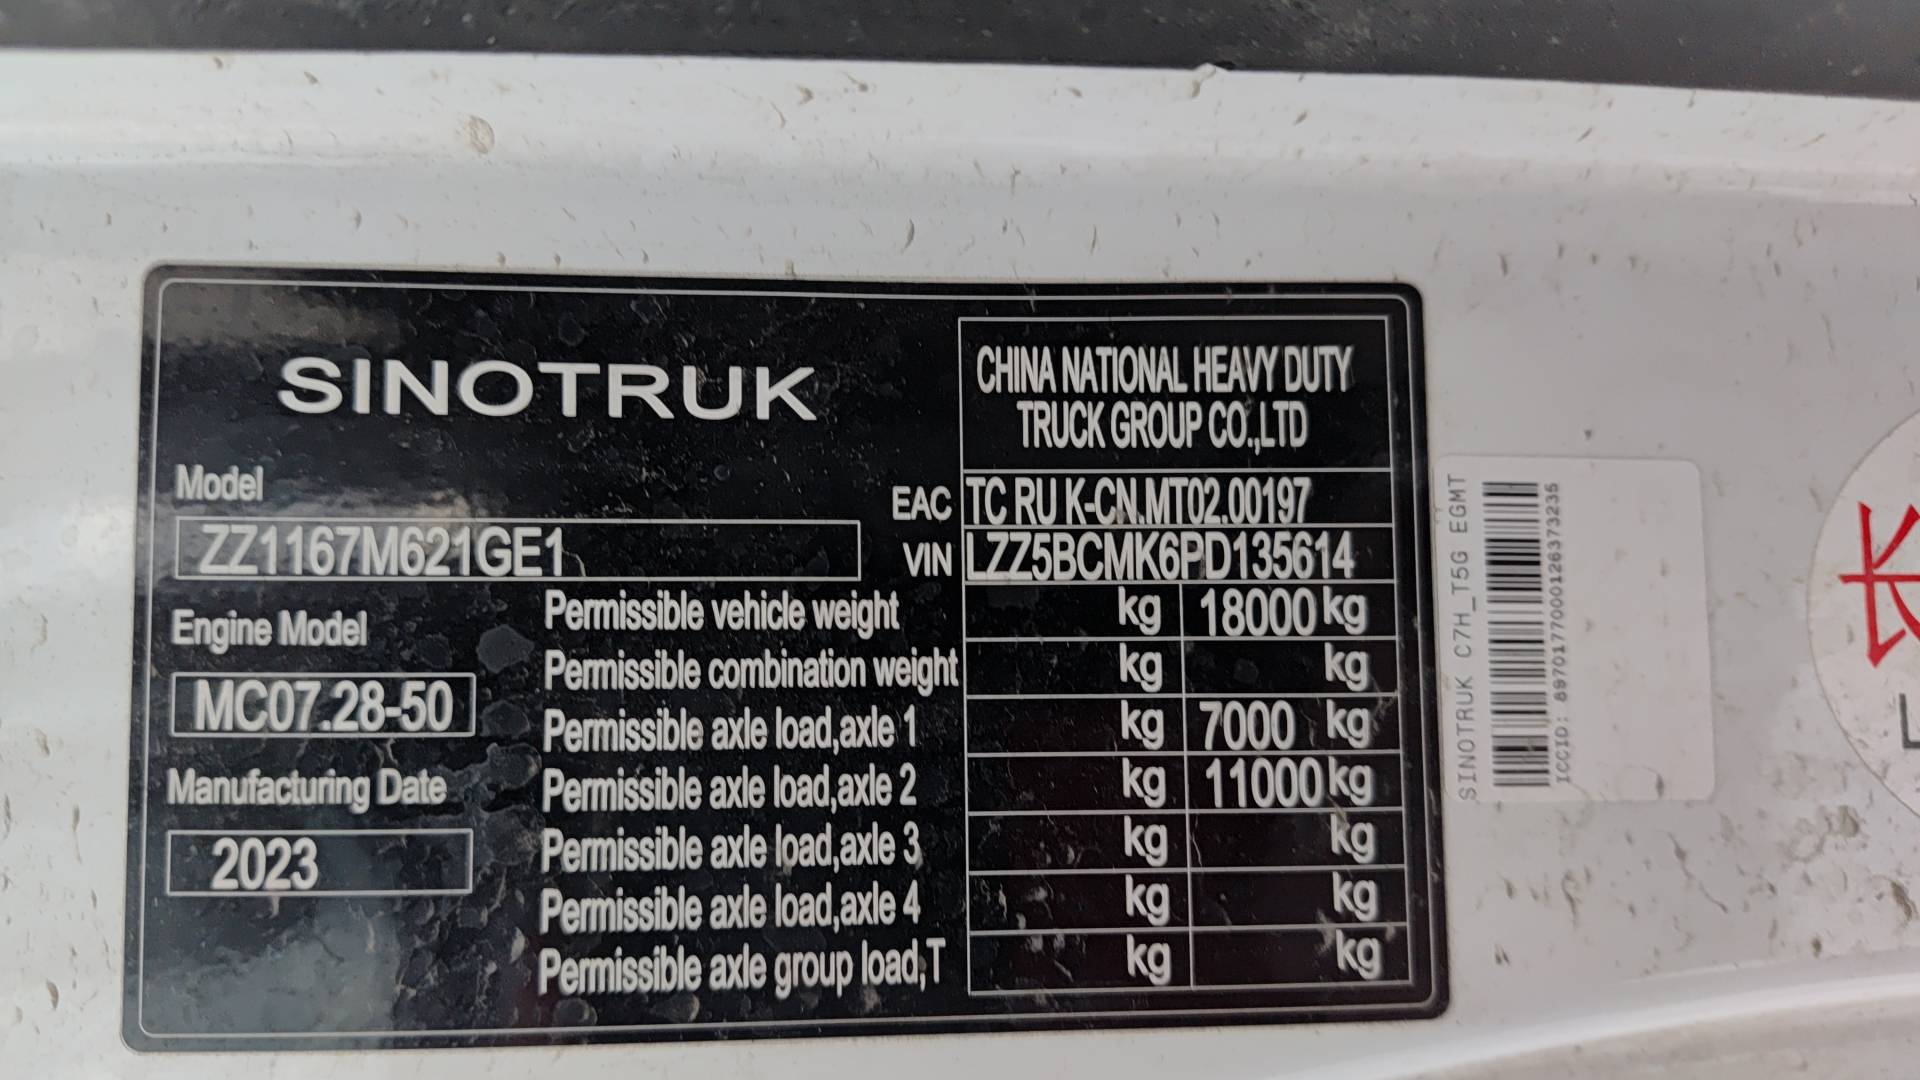 SINOTRUK
CHINA NATIONAL HEAVY DUTY
TRUCK GROUP CO.,LTD
Model
ZZ1167M621GE1
EAC TC RU K-CN.MT02.00197
VIN LZZ5BCMK6PD135614
Engine Model
MC07.28-50
Manufacturing Date
2023
Permissible vehicle weight kg 18000 kg
Permissible combination weight kg kg
Permissible axle load,axle 1 kg 7000 kg
Permissible axle load,axle 2 kg 11000 kg
Permissible axle load,axle 3 kg kg
Permissible axle load,axle 4 kg kg
Permissible axle group load,T kg kg
SINOTRUK C7H_T5G EGMT
ICCID: 89701770001263732​35
长